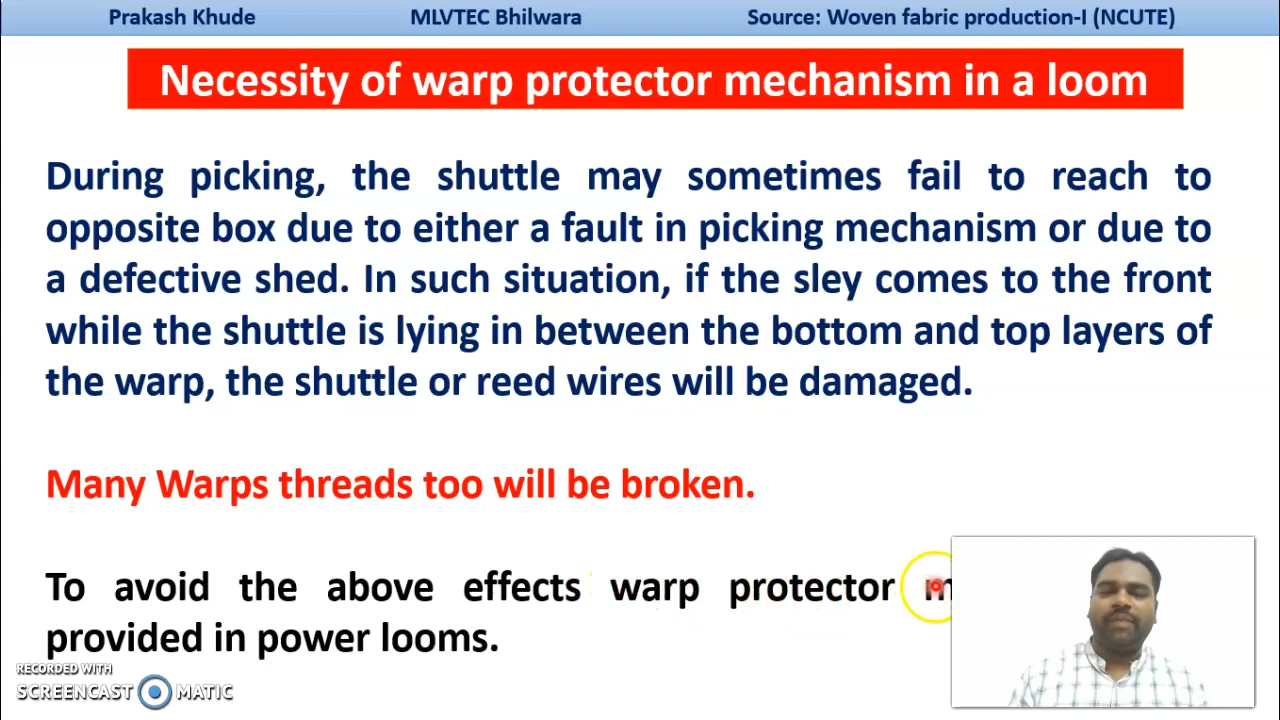 Prakash Khude MLVTEC Bhilwara Source: Woven fabric production-I (NCUTE)
Necessity of warp protector mechanism in a loom
During picking, the shuttle may sometimes fail to reach to
opposite box due to either a fault in picking mechanism or due to
a defective shed. In such situation, if the sley comes to the front
while the shuttle is lying in between the bottom and top layers of
the warp, the shuttle or reed wires will be damaged.
Many Warps threads too will be broken.
To avoid the above effects warp protector
provided in power looms.
RECORDED WITH
SCREENCAST MATIC